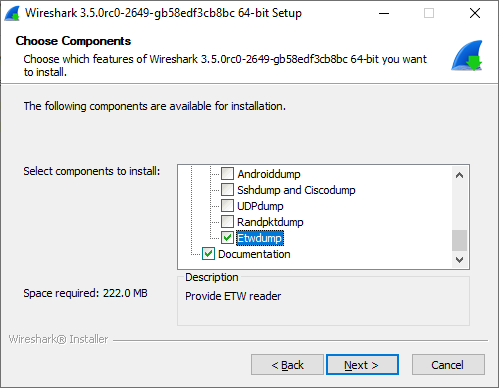 Wireshark 3.5.0rc0-2649-gb58edf3cb8bc 64-bit Setup
Choose Components
Choose which features of Wireshark 3.5.0rc0-2649-gb58edf3cb8bc 64-bit you want
to install.
The following components are available for installation.
Select components to install:
Androiddump
Sshdump and Ciscodump
UDPdump
Randpktdump
Etwdump
Documentation
Description
Space required: 222.0 MB
Provide ETW reader
Wireshark® Installer
< Back
Next >
Cancel